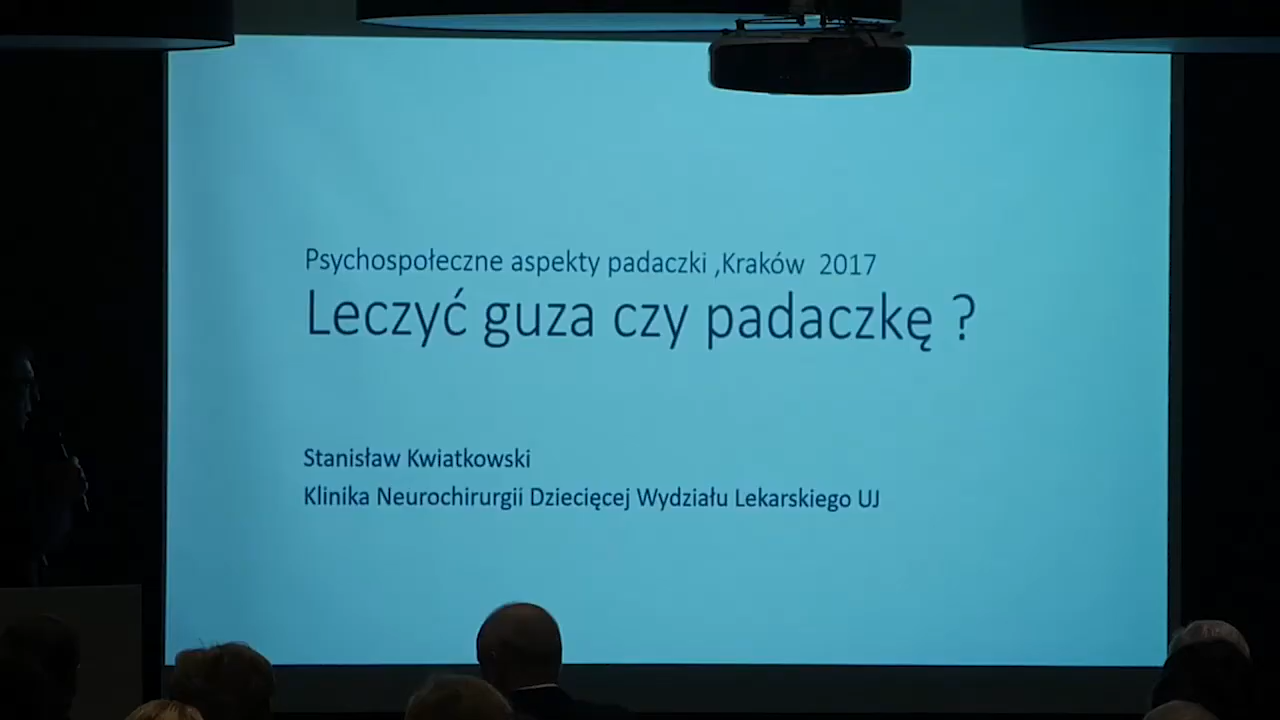 Psychospołeczne aspekty padaczki ,Kraków 2017
Leczyć guza czy padaczkę ?
Stanisław Kwiatkowski
Klinika Neurochirurgii Dziecięcej Wydziału Lekarskiego UJ